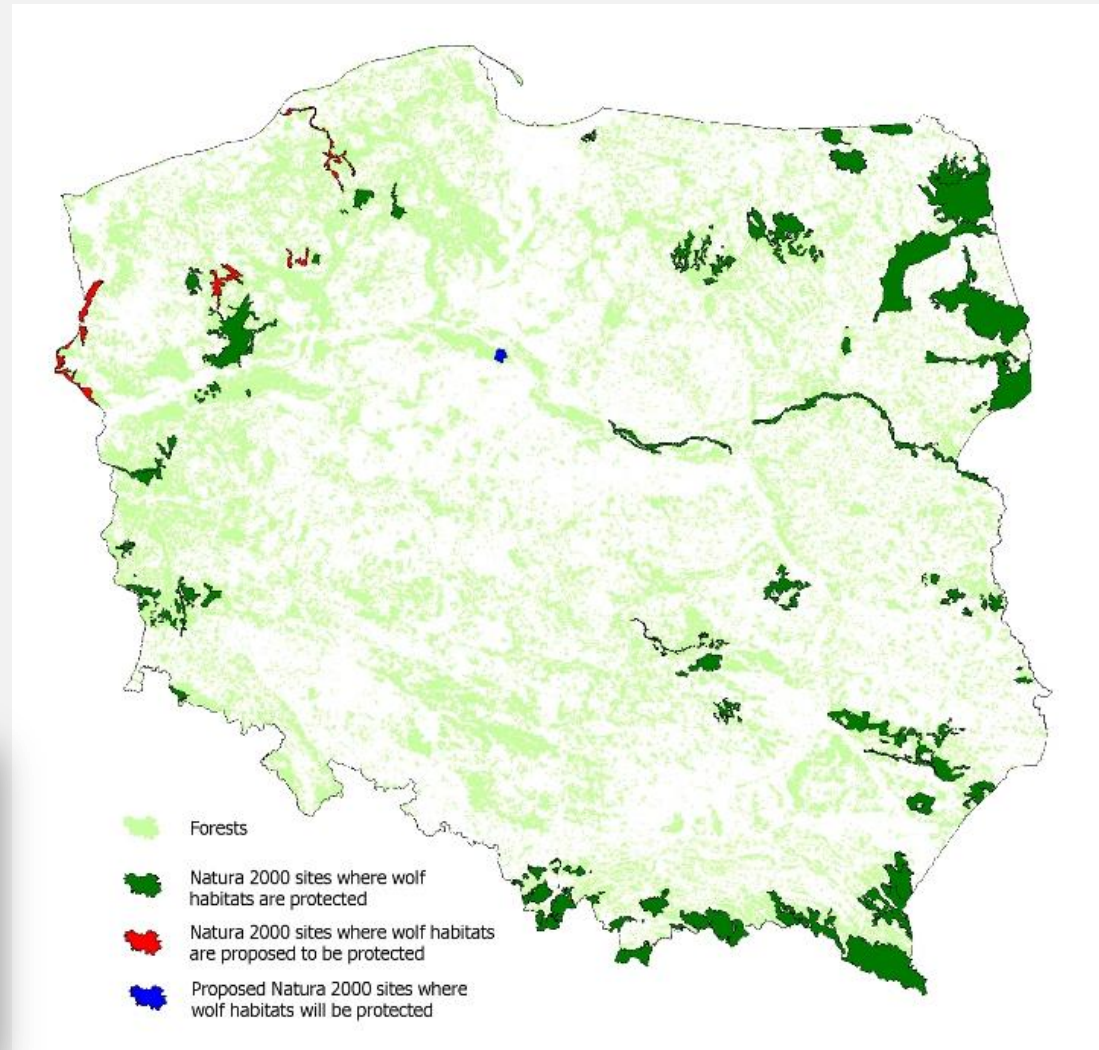 Forests
Natura 2000 sites where wolf
habitats are protected
Natura 2000 sites where wolf habitats
are proposed to be protected
Proposed Natura 2000 sites where
wolf habitats will be protected